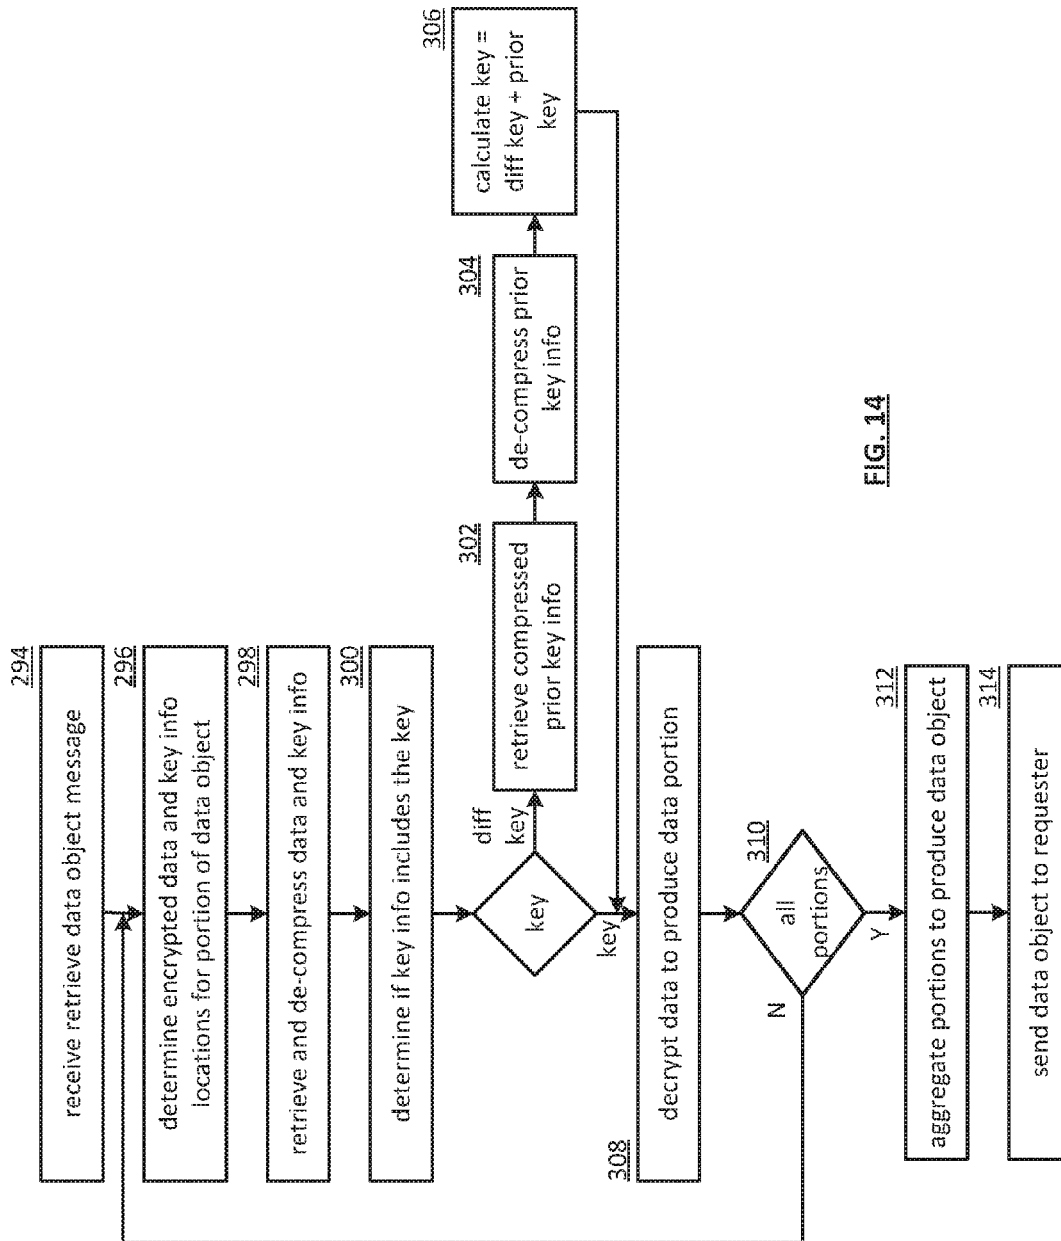 294
receive retrieve data object message
296
determine encrypted data and key info
locations for portion of data object
298
retrieve and de-compress data and key info
300
determine if key info includes the key
key
diff
key
302
retrieve compressed
prior key info
304
de-compress prior
key info
306
calculate key =
diff key + prior
key
key
308
decrypt data to produce data portion
310
all
portions
N
Y
312
aggregate portions to produce data object
314
send data object to requester
FIG. 14